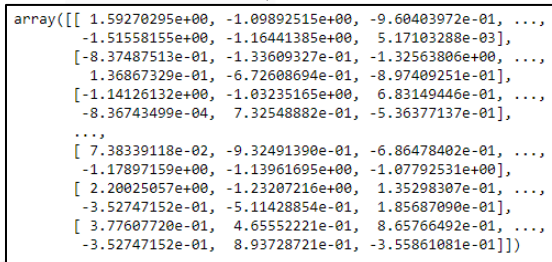 array([[ 1.59270295e+00, -1.09892515e+00, -9.60403972e-01, ...,
-1.51558155e+00, -1.16441385e+00, 5.17103288e-03],
[-8.37487513e-01, -1.33609327e-01, -1.32563806e+00, ...,
1.36867329e-01, -6.72608694e-01, -8.97409251e-01],
[-1.14126132e+00, -1.03235165e+00, 6.83149446e-01, ...,
-8.36743499e-04, 7.32548882e-01, -5.36377137e-01],
...,
[ 7.38339118e-02, -9.32491390e-01, -6.86478402e-01, ...,
-1.17897159e+00, -1.13961695e+00, -1.07792531e+00],
[ 2.20025057e+00, -1.23207216e+00, 1.35298307e-01, ...,
-3.52747152e-01, -5.11428854e-01, 1.85687090e-01],
[ 3.77607720e-01, 4.65552221e-01, 8.65766492e-01, ...,
-3.52747152e-01, 8.93728721e-01, -3.55861081e-01]])